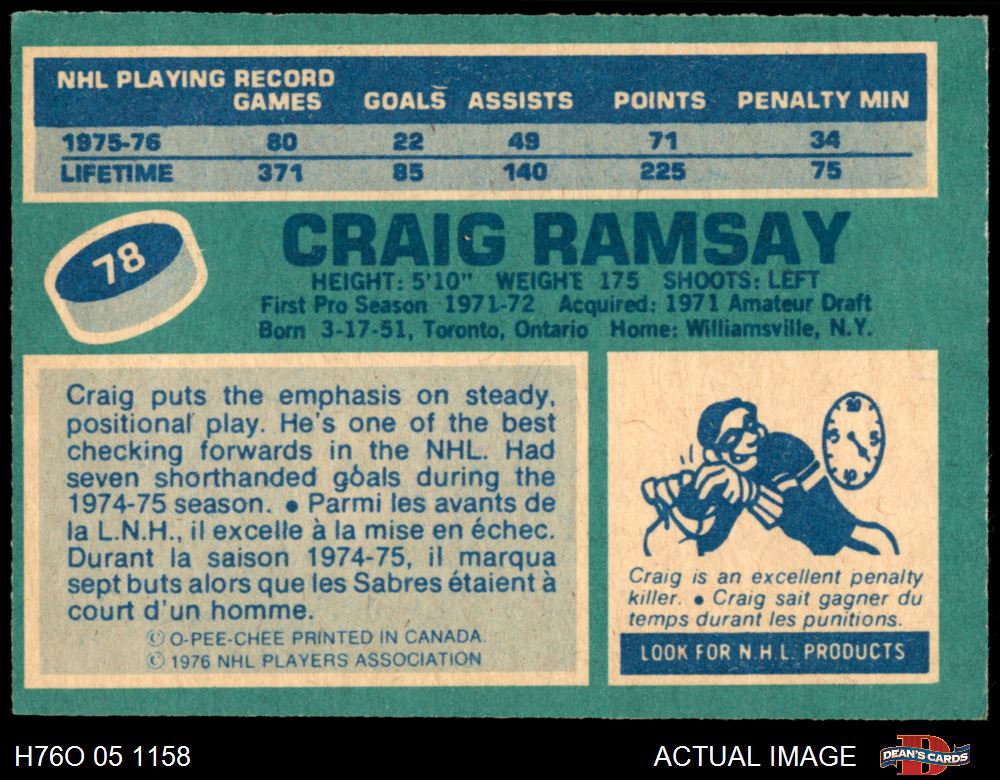 NHL PLAYING RECORD
GAMES GOALS ASSISTS POINTS PENALTY MIN
1975-76 80 22 49 71 34
LIFETIME 371 85 140 225 75
78
CRAIG RAMSAY
HEIGHT: 5'10" WEIGHT 175 SHOOTS: LEFT
First Pro Season 1971-72 Acquired: 1971 Amateur Draft
Born 3-17-51, Toronto, Ontario Home: Williamsville, N.Y.
Craig puts the emphasis on steady,
positional play. He's one of the best
checking forwards in the NHL. Had
seven shorthanded goals during the
1974-75 season. • Parmi les avants de
la L.N.H., il excelle à la mise en échec.
Durant la saison 1974-75, il marqua
sept buts alors que les Sabres étaient à
court d'un homme.
© O-PEE-CHEE PRINTED IN CANADA.
© 1976 NHL PLAYERS ASSOCIATION
20
5
15
10
Craig is an excellent penalty
killer. • Craig sait gagner du
temps durant les punitions.
LOOK FOR N.H.L. PRODUCTS
H76O 05 1158
ACTUAL IMAGE
DEAN'S CARDS